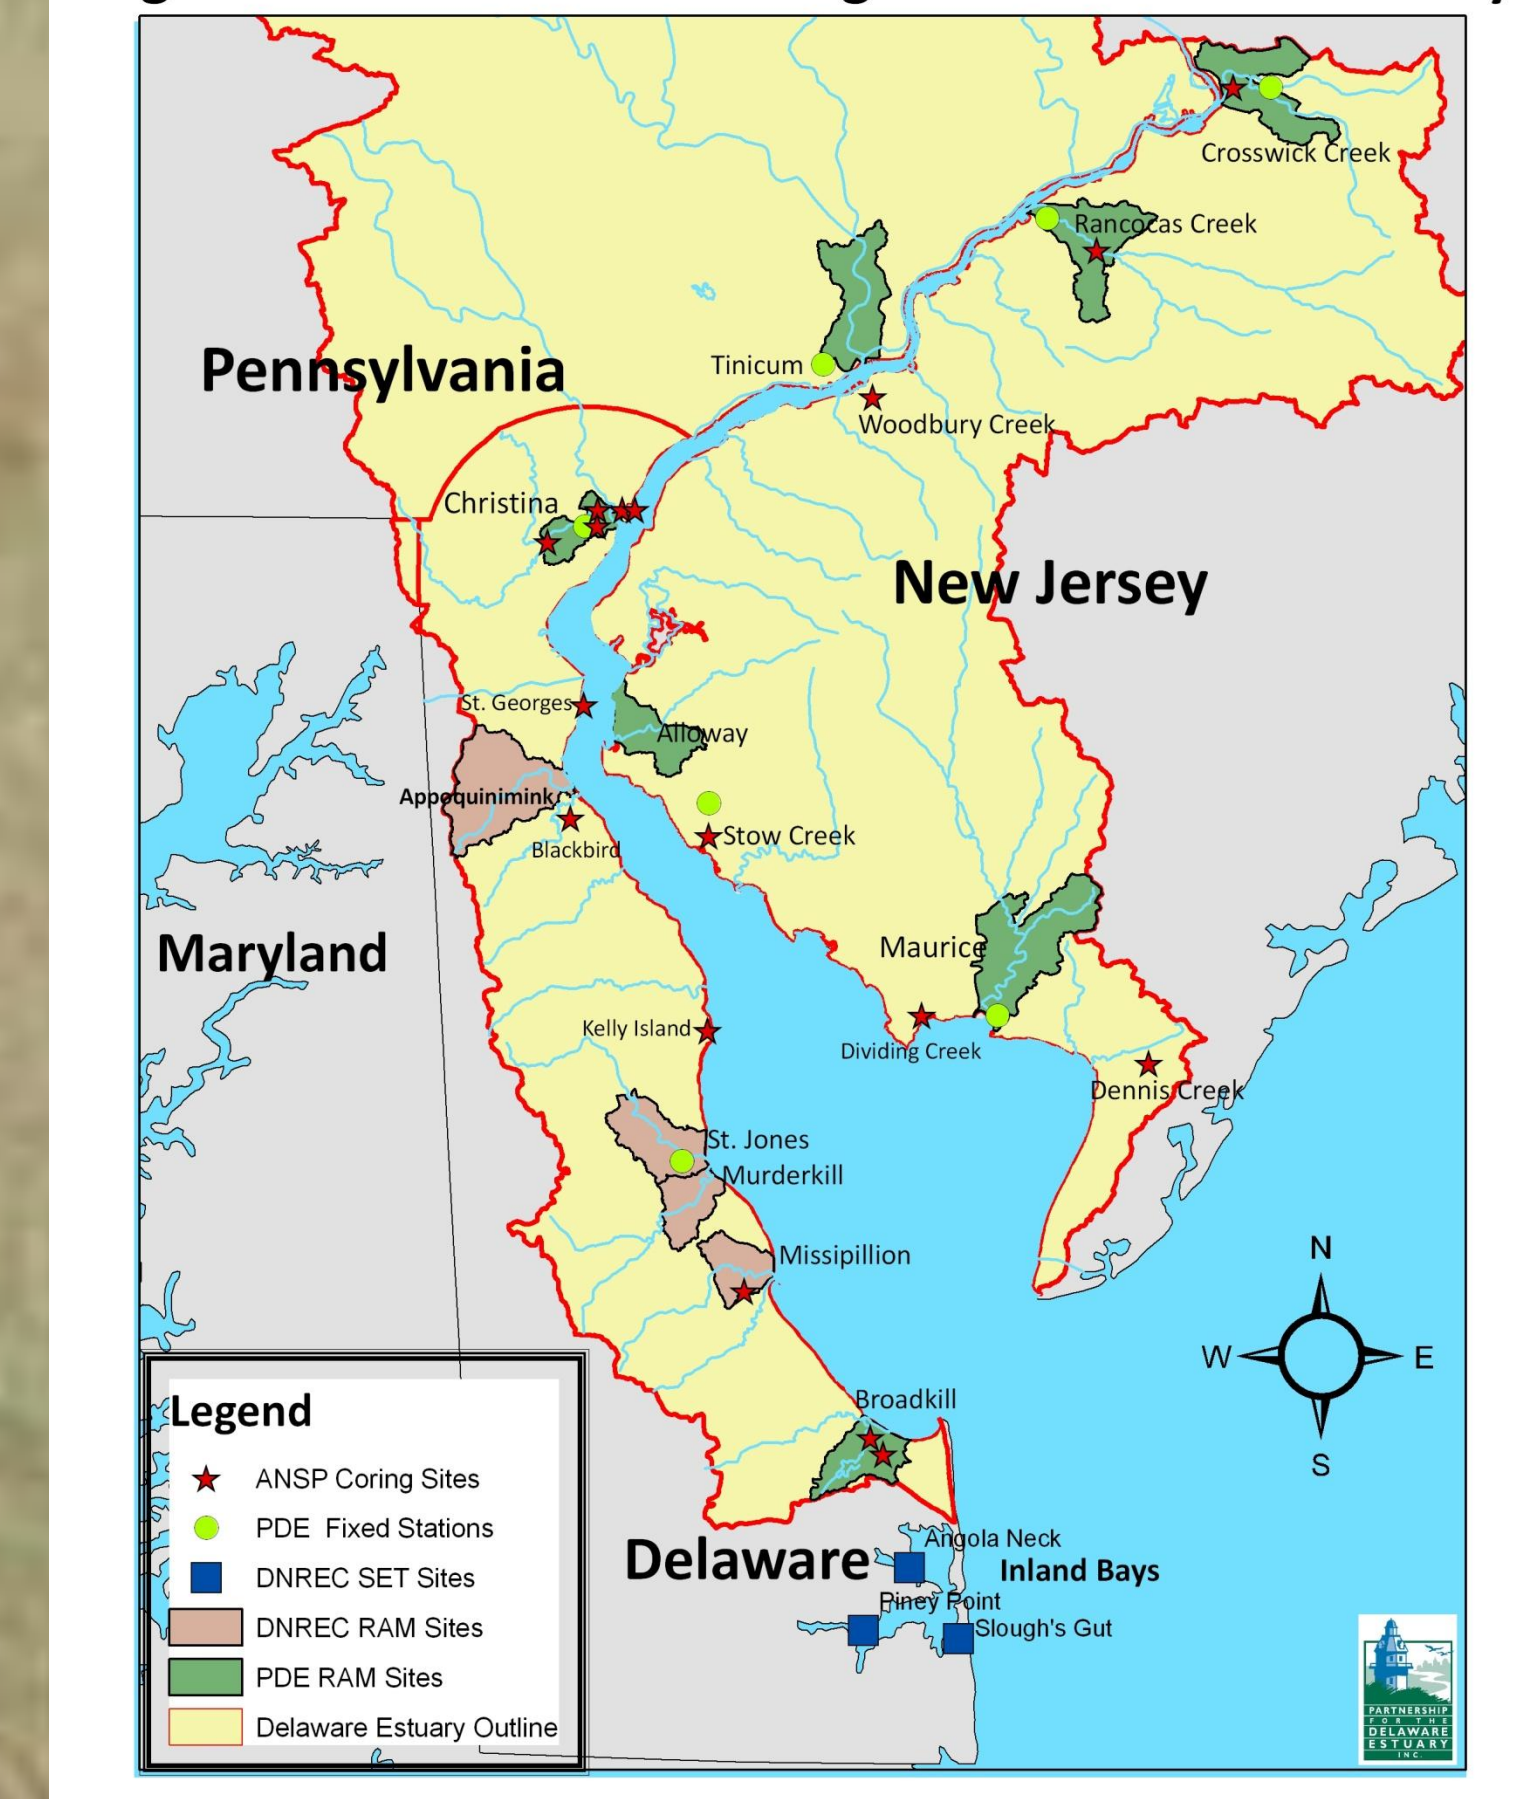 Crosswick Creek
Rancocas Creek
Pennsylvania
Tinicum
Woodbury Creek
Christina
New Jersey
St. Georges
Alloway
Appoquinimink
Stow Creek
Blackbird
Maryland
Maurice
Kelly Island
Dividing Creek
Dennis Creek
St. Jones
Murderkill
Missipillion
N
W
E
S
Broadkill
Legend
ANSP Coring Sites
PDE Fixed Stations
DNREC SET Sites
DNREC RAM Sites
PDE RAM Sites
Delaware Estuary Outline
Delaware
Angola Neck
Inland Bays
Piney Point
Slough's Gut
PARTNERSHIP
FOR THE
DELAWARE
ESTUARY
INC.